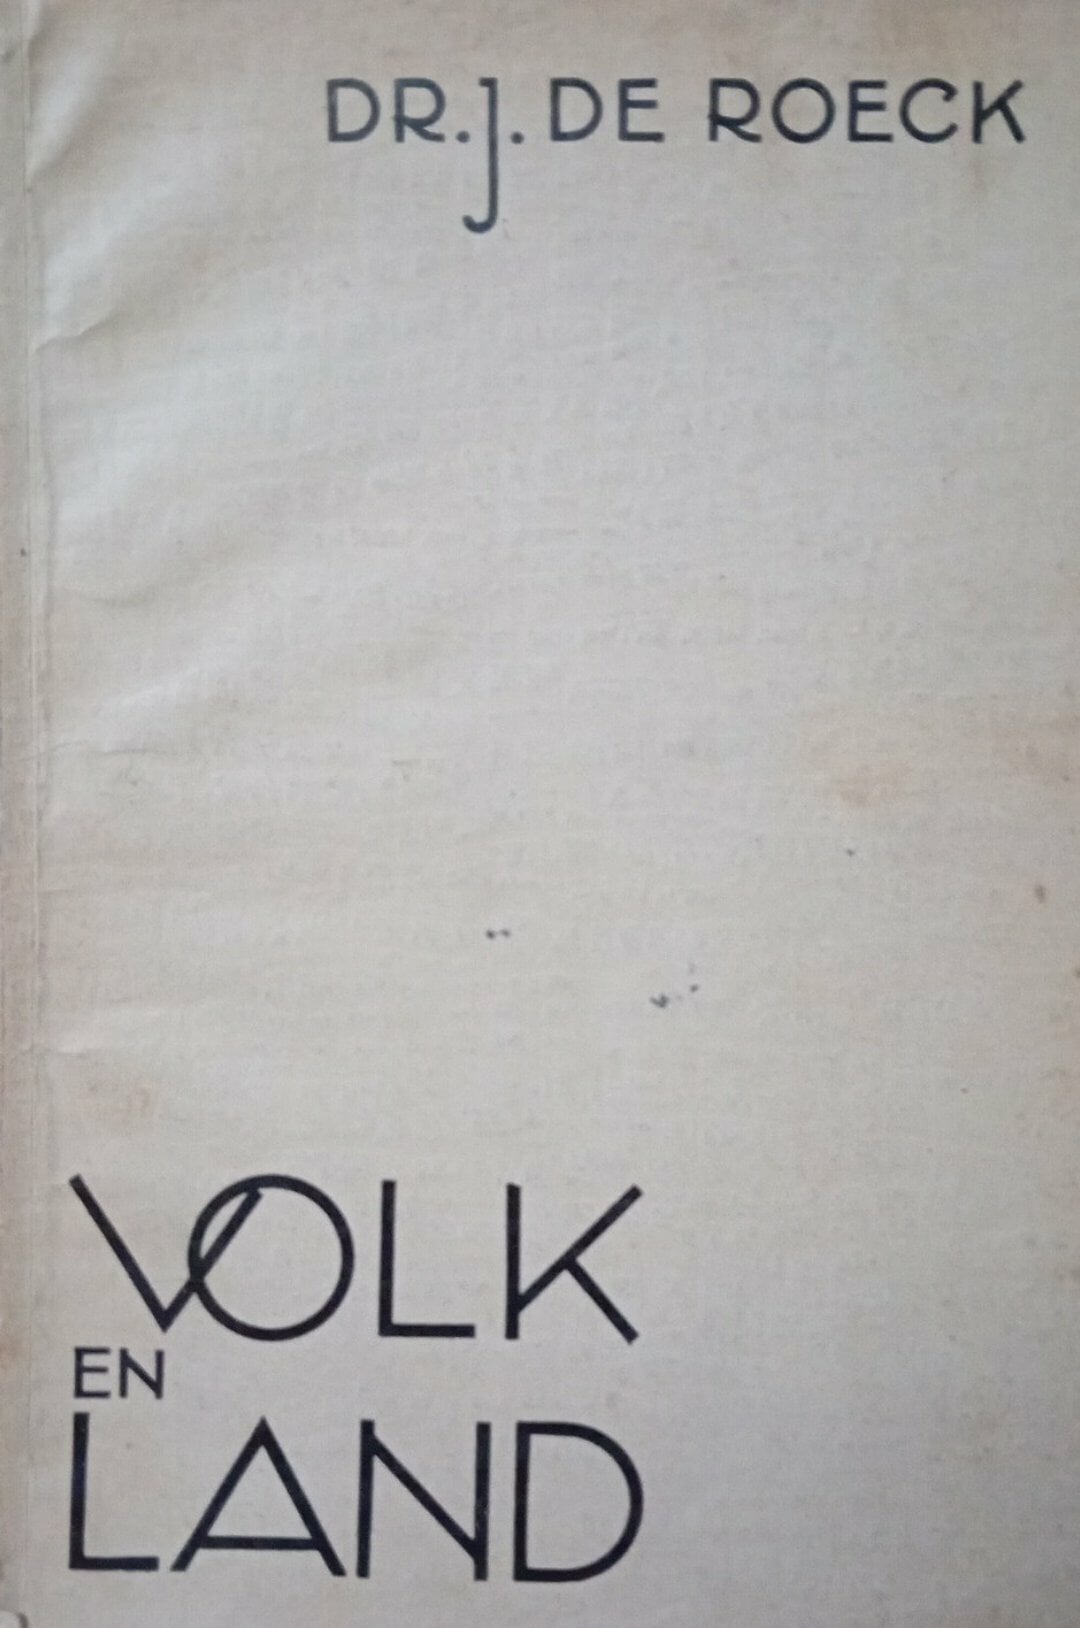 DR. J. DE ROECK
VOLK
EN
LAND